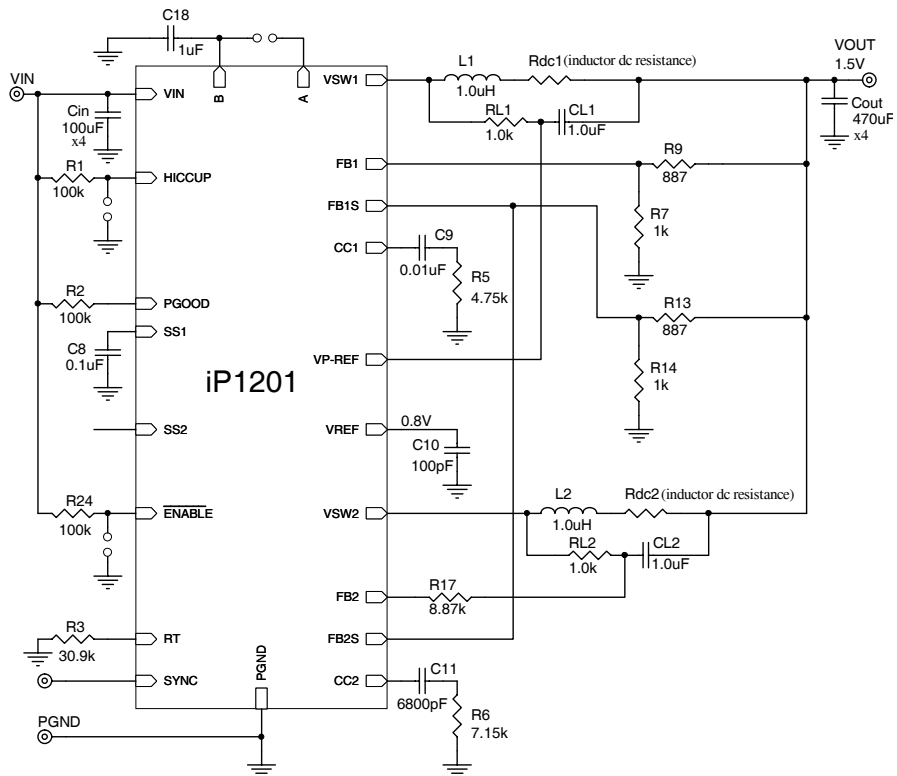 C18
1uF
VIN
Cin
100uF
x4
VIN
B
A
VSW1
L1
1.0uH
Rdc1 (inductor dc resistance)
RL1
1.0k
CL1
1.0uF
VOUT
1.5V
Cout
470uF
x4
R1
100k
HICCUP
FB1
R9
887
R7
1k
FB1S
CC1
C9
0.01uF
R5
4.75k
R2
100k
PGOOD
SS1
C8
0.1uF
R13
887
R14
1k
VP-REF
iP1201
SS2
VREF
0.8V
C10
100pF
R24
100k
ENABLE
VSW2
L2
1.0uH
Rdc2 (inductor dc resistance)
RL2
1.0k
CL2
1.0uF
FB2
R17
8.87k
R3
30.9k
RT
FB2S
SYNC
PGND
CC2
C11
6800pF
R6
7.15k
PGND